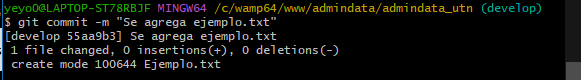 yeyo0@LAPTOP-ST78RBJF MINGW64 /c/wamp64/www/admindata/admindata_utn (develop)
$ git commit -m "Se agrega ejemplo.txt"
[develop 55aa9b3] Se agrega ejemplo.txt
 1 file changed, 0 insertions(+), 0 deletions(-)
 create mode 100644 Ejemplo.txt